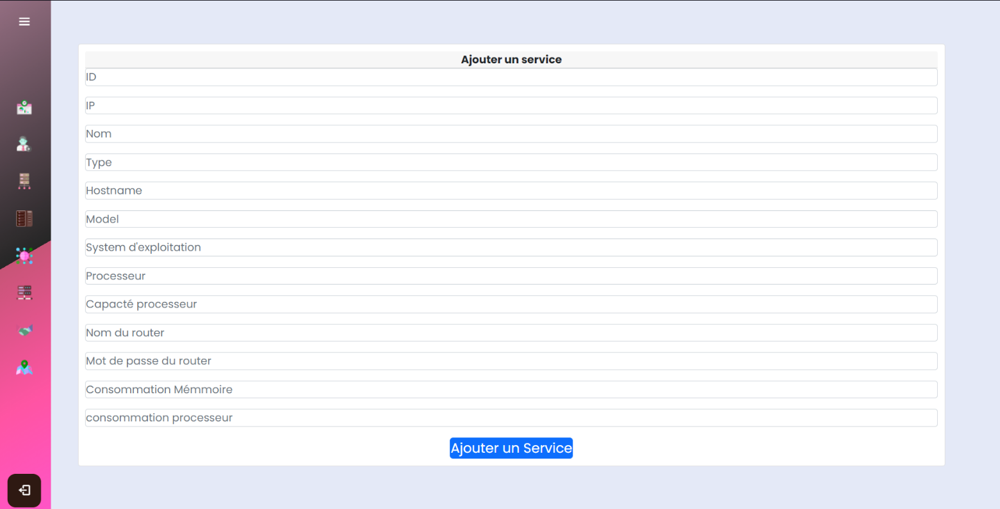 Ajouter un service
ID
IP
Nom
Type
Hostname
Model
System d'exploitation
Processeur
Capacté processeur
Nom du router
Mot de passe du router
Consommation Mémmoire
consommation processeur
Ajouter un Service